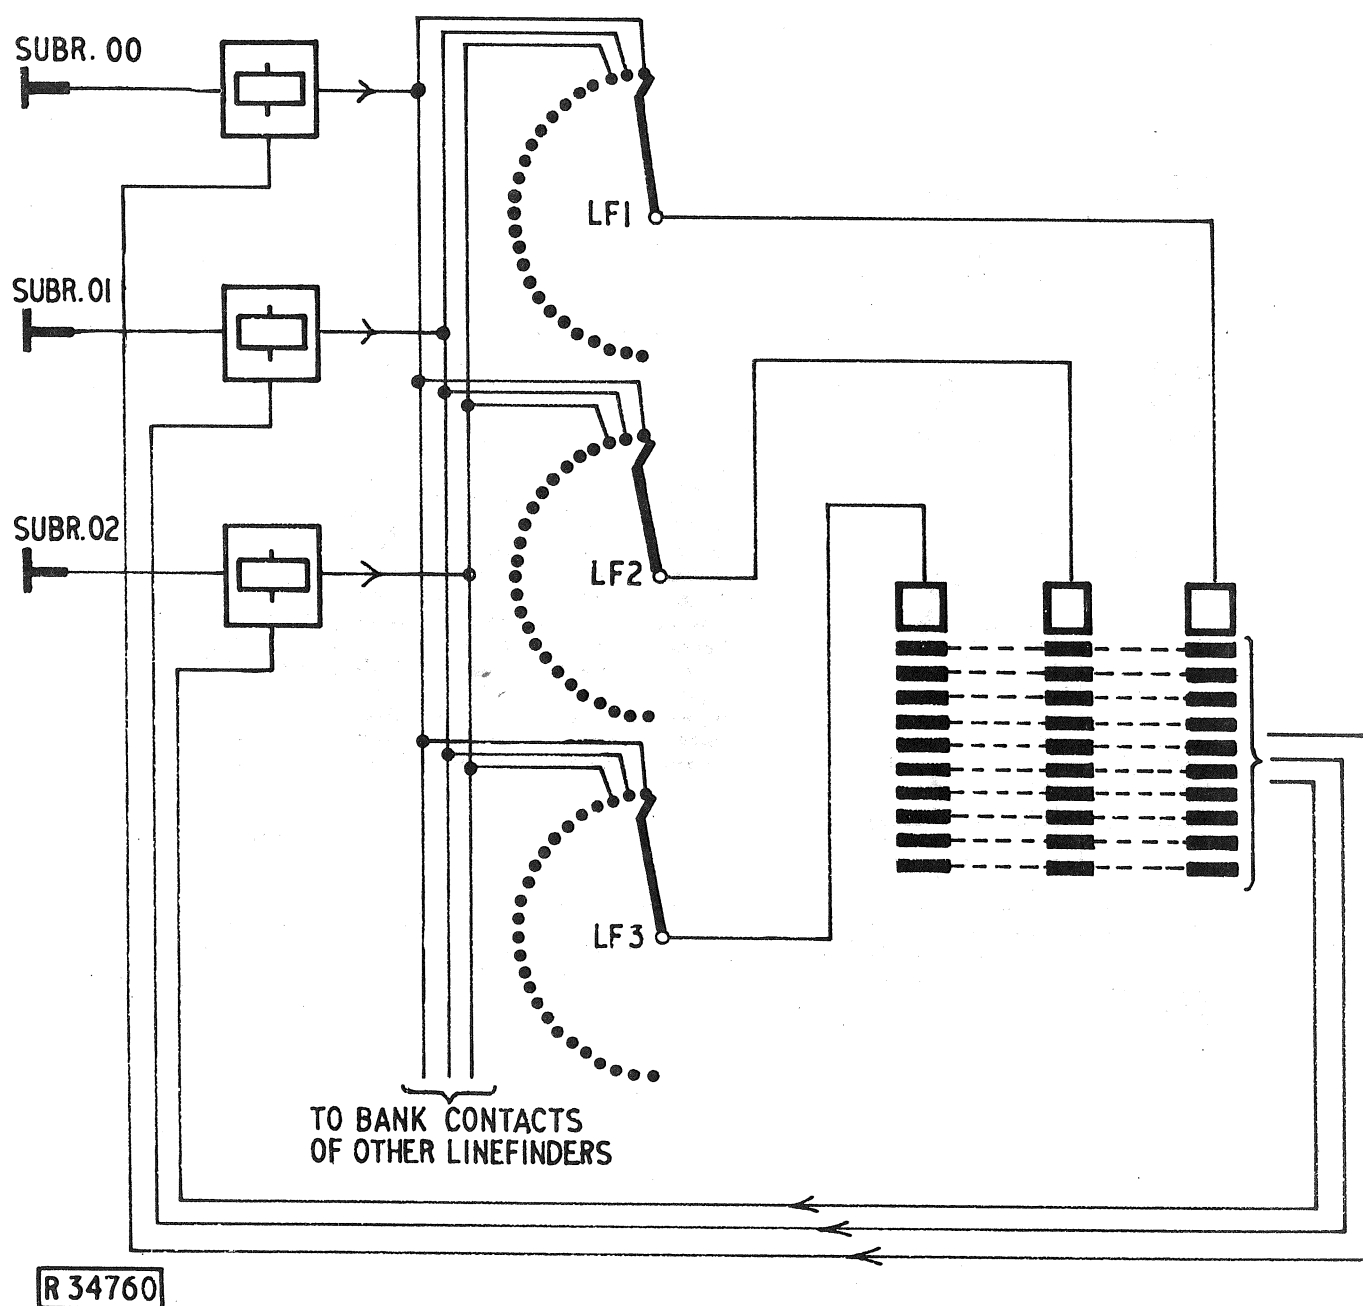 SUBR. 00
LF1
SUBR. 01
SUBR. 02
LF2
LF3
TO BANK CONTACTS
OF OTHER LINEFINDERS
R 34760